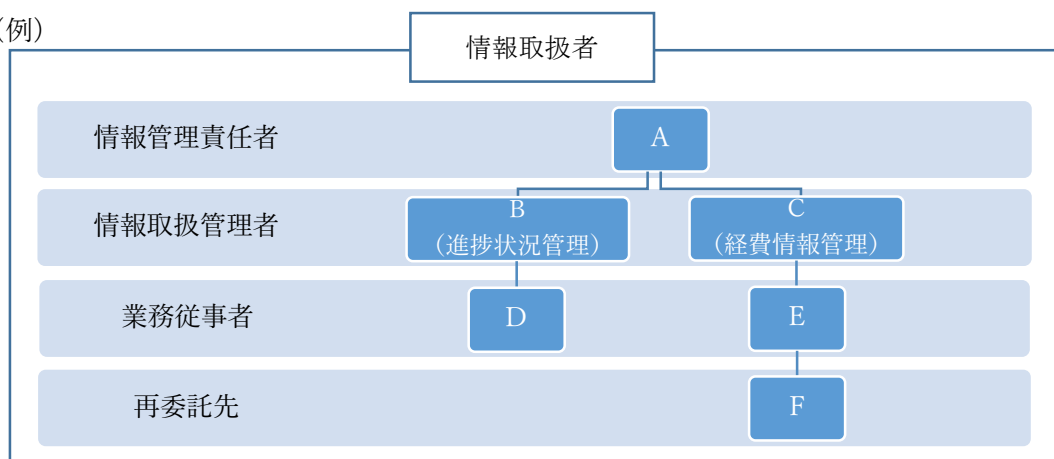 (例)
情報取扱者
情報管理責任者
A
情報取扱管理者
B
（進捗状況管理）
C
（経費情報管理）
業務従事者
D
E
再委託先
F